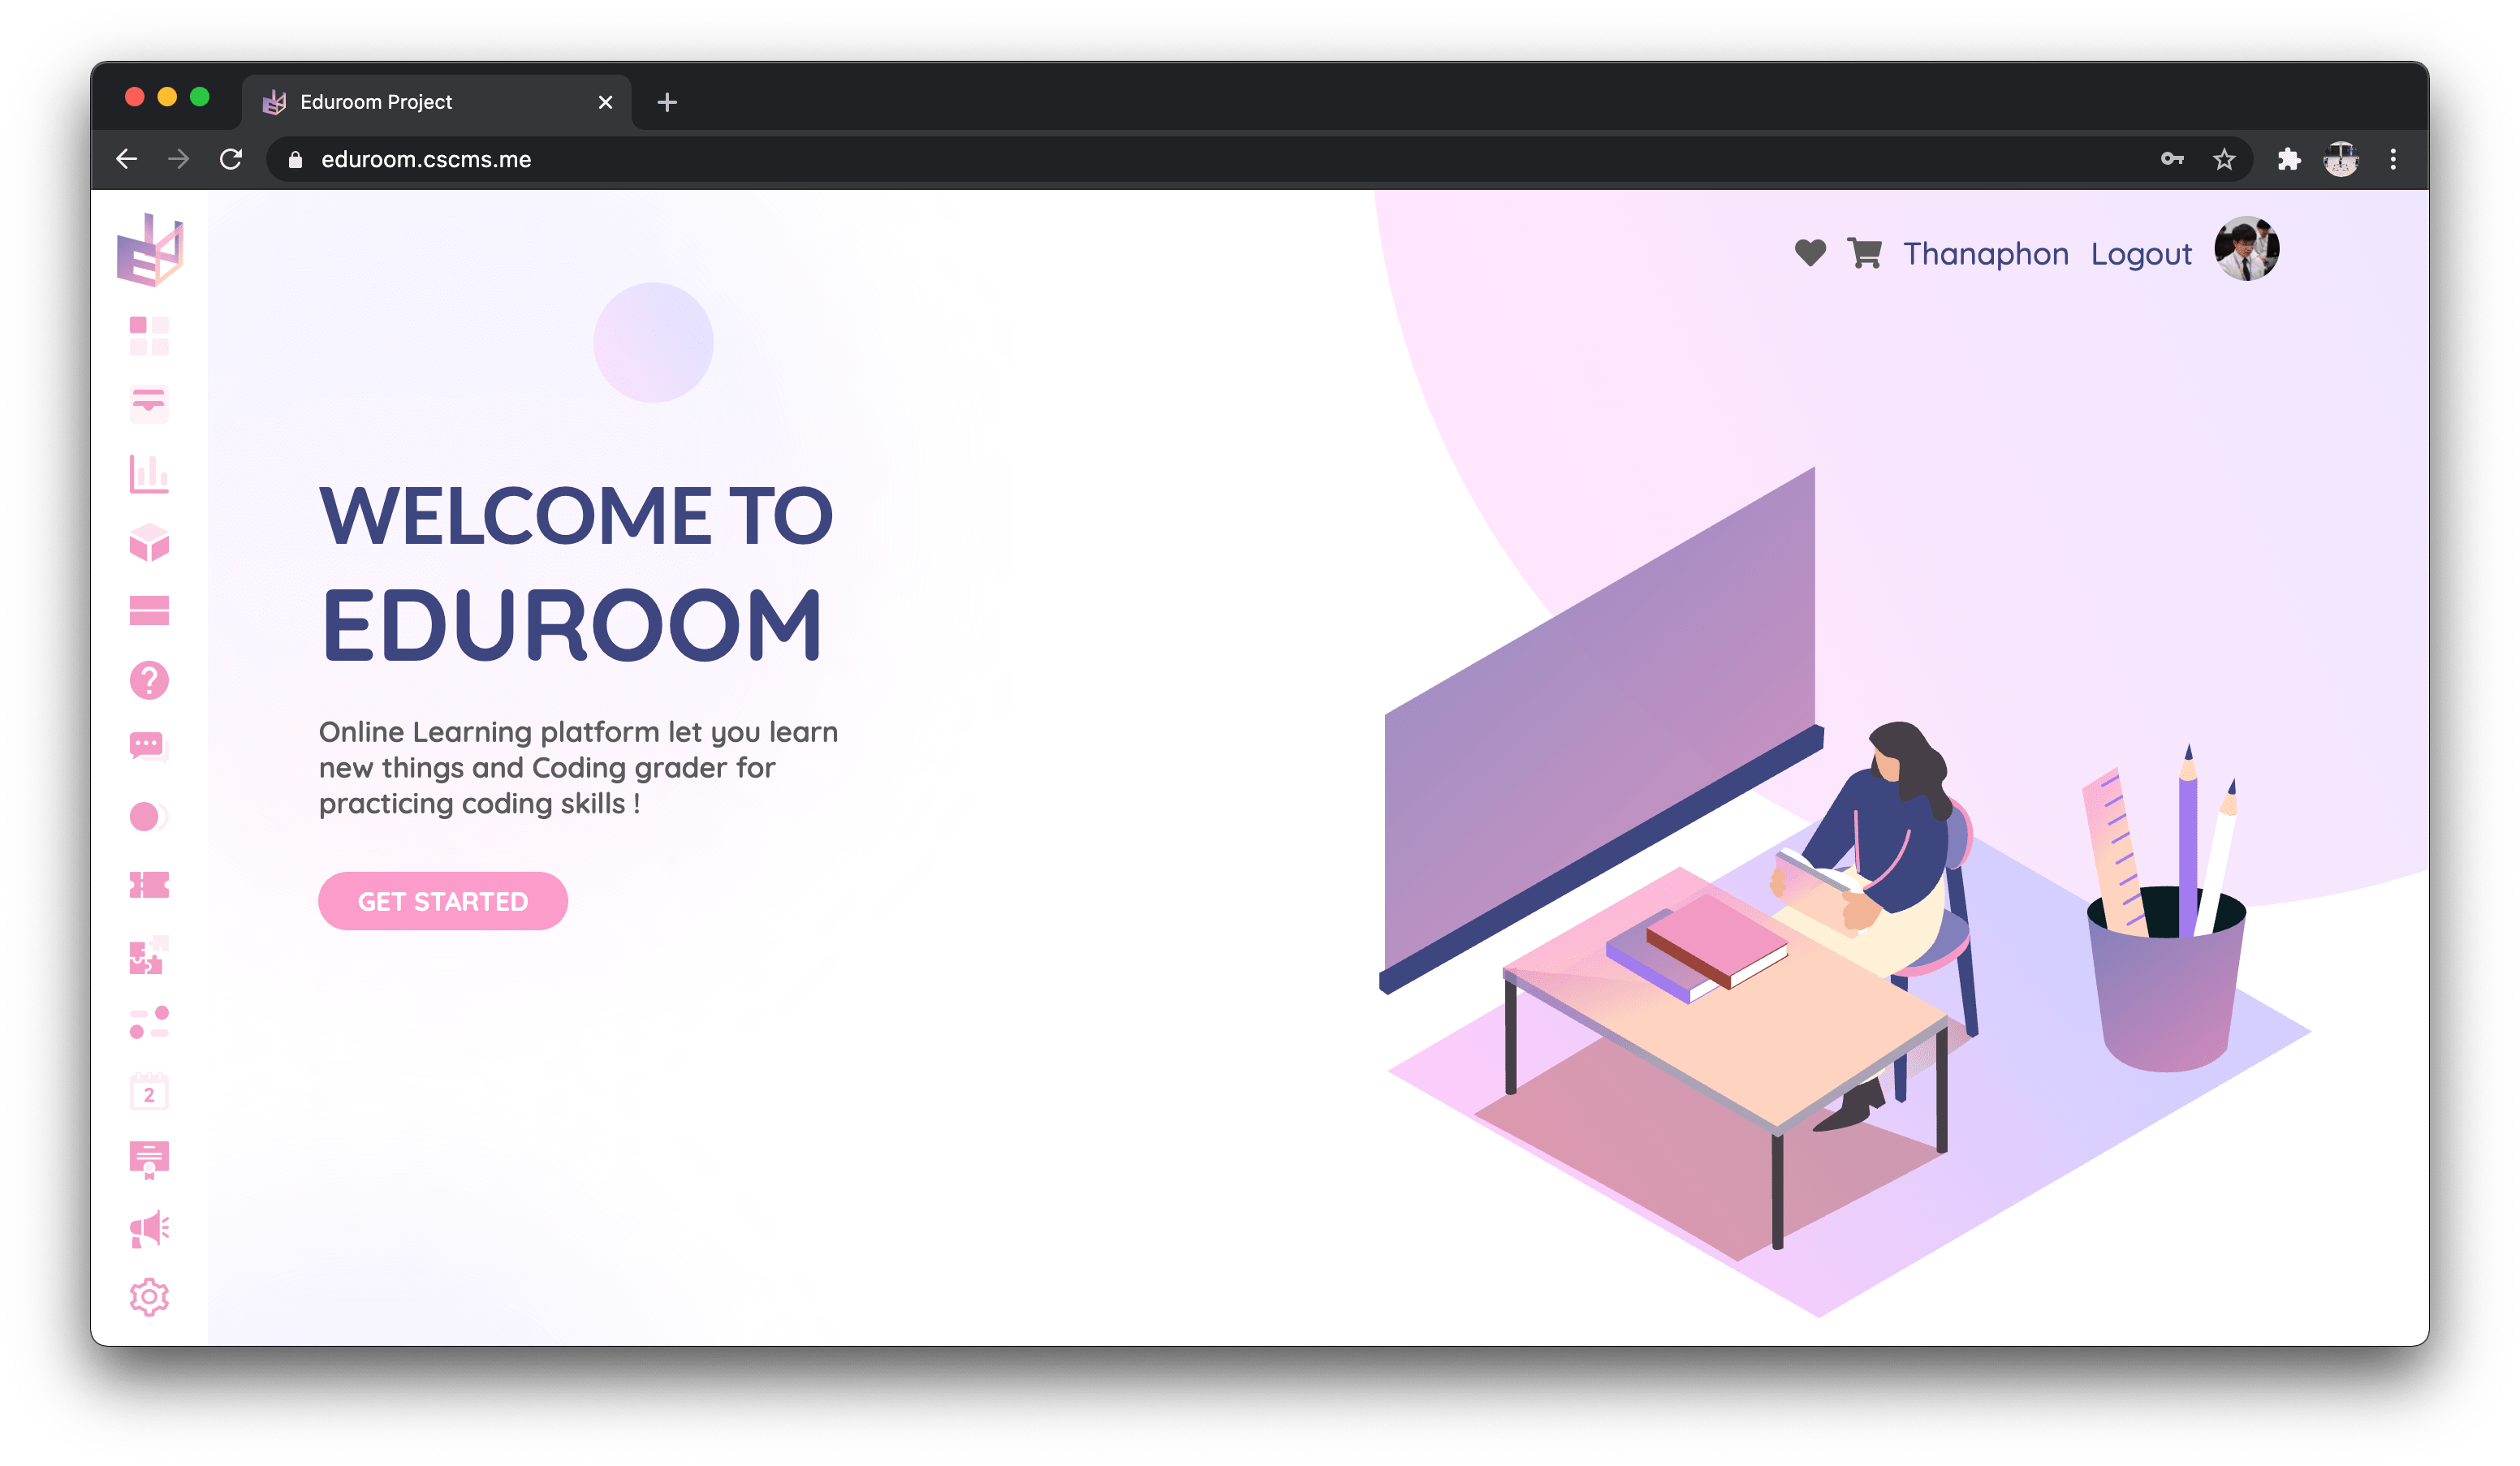 Eduroom Project
eduroom.cscms.me
Thanaphon Logout
WELCOME TO
EDUROOM
Online Learning platform let you learn
new things and Coding grader for
practicing coding skills !
GET STARTED
2